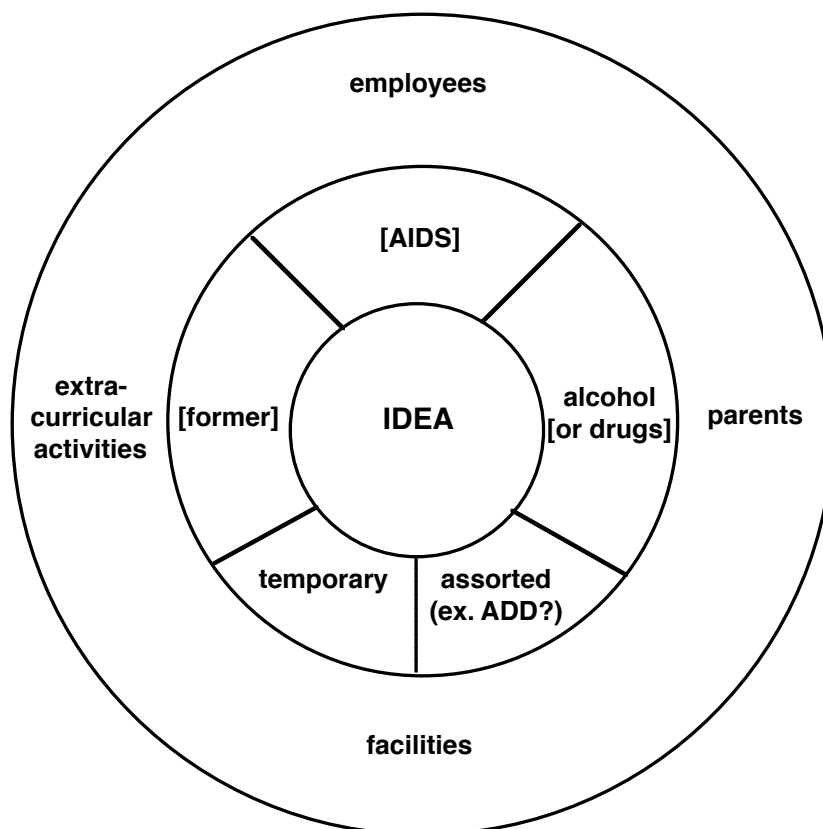 employees
[AIDS]
extra-
curricular
activities
[former]
IDEA
alcohol
[or drugs]
parents
temporary
assorted
(ex. ADD?)
facilities